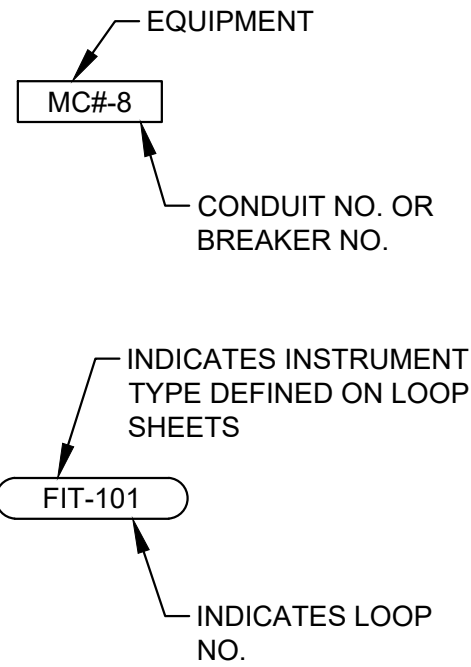 EQUIPMENT
MC#-8
CONDUIT NO. OR
BREAKER NO.
INDICATES INSTRUMENT
TYPE DEFINED ON LOOP
SHEETS
FIT-101
INDICATES LOOP
NO.